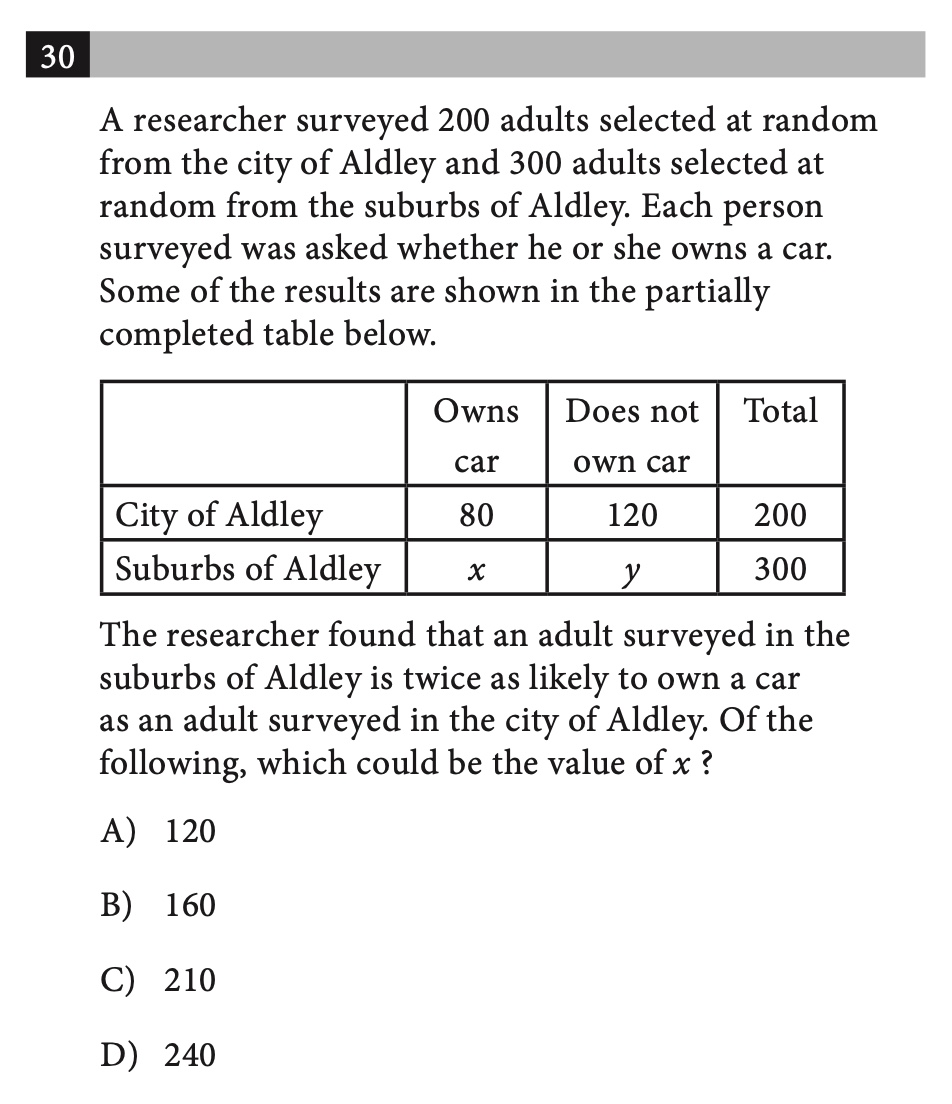 30
A researcher surveyed 200 adults selected at random
from the city of Aldley and 300 adults selected at
random from the suburbs of Aldley. Each person
surveyed was asked whether he or she owns a car.
Some of the results are shown in the partially
completed table below.
Owns car Does not own car Total
City of Aldley 80 120 200
Suburbs of Aldley x y 300
The researcher found that an adult surveyed in the
suburbs of Aldley is twice as likely to own a car
as an adult surveyed in the city of Aldley. Of the
following, which could be the value of x ?
A) 120
B) 160
C) 210
D) 240